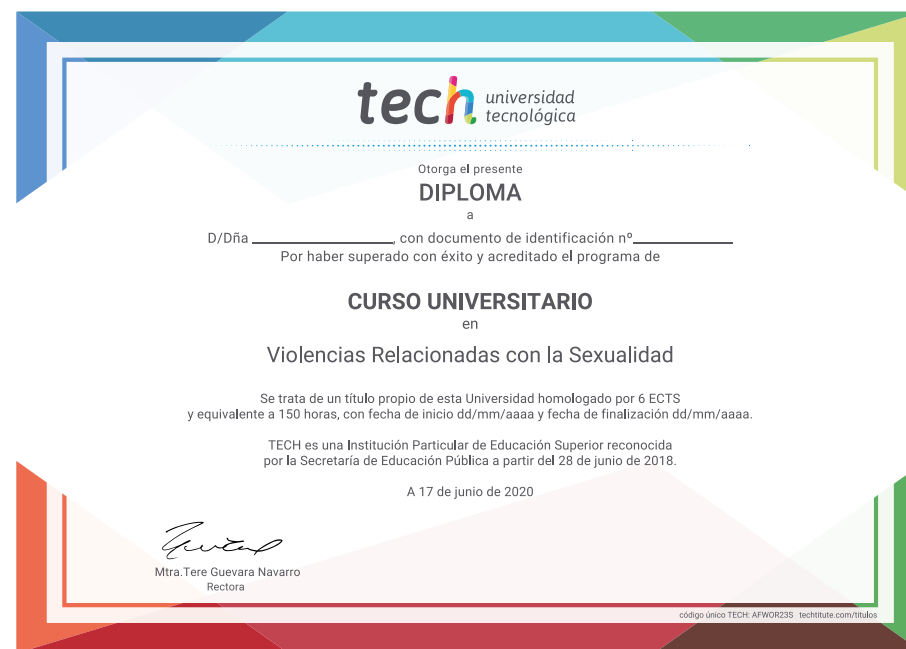 tech universidad
tecnológica
Otorga el presente
DIPLOMA
a
D/Dña ____________________, con documento de identificación nº______________
Por haber superado con éxito y acreditado el programa de
CURSO UNIVERSITARIO
en
Violencias Relacionadas con la Sexualidad
Se trata de un título propio de esta Universidad homologado por 6 ECTS
y equivalente a 150 horas, con fecha de inicio dd/mm/aaaa y fecha de finalización dd/mm/aaaa.
TECH es una Institución Particular de Educación Superior reconocida
por la Secretaría de Educación Pública a partir del 28 de junio de 2018.
A 17 de junio de 2020
Mtra.Tere Guevara Navarro
Rectora
código único TECH: AFWOR23S techtitute.com/titulos